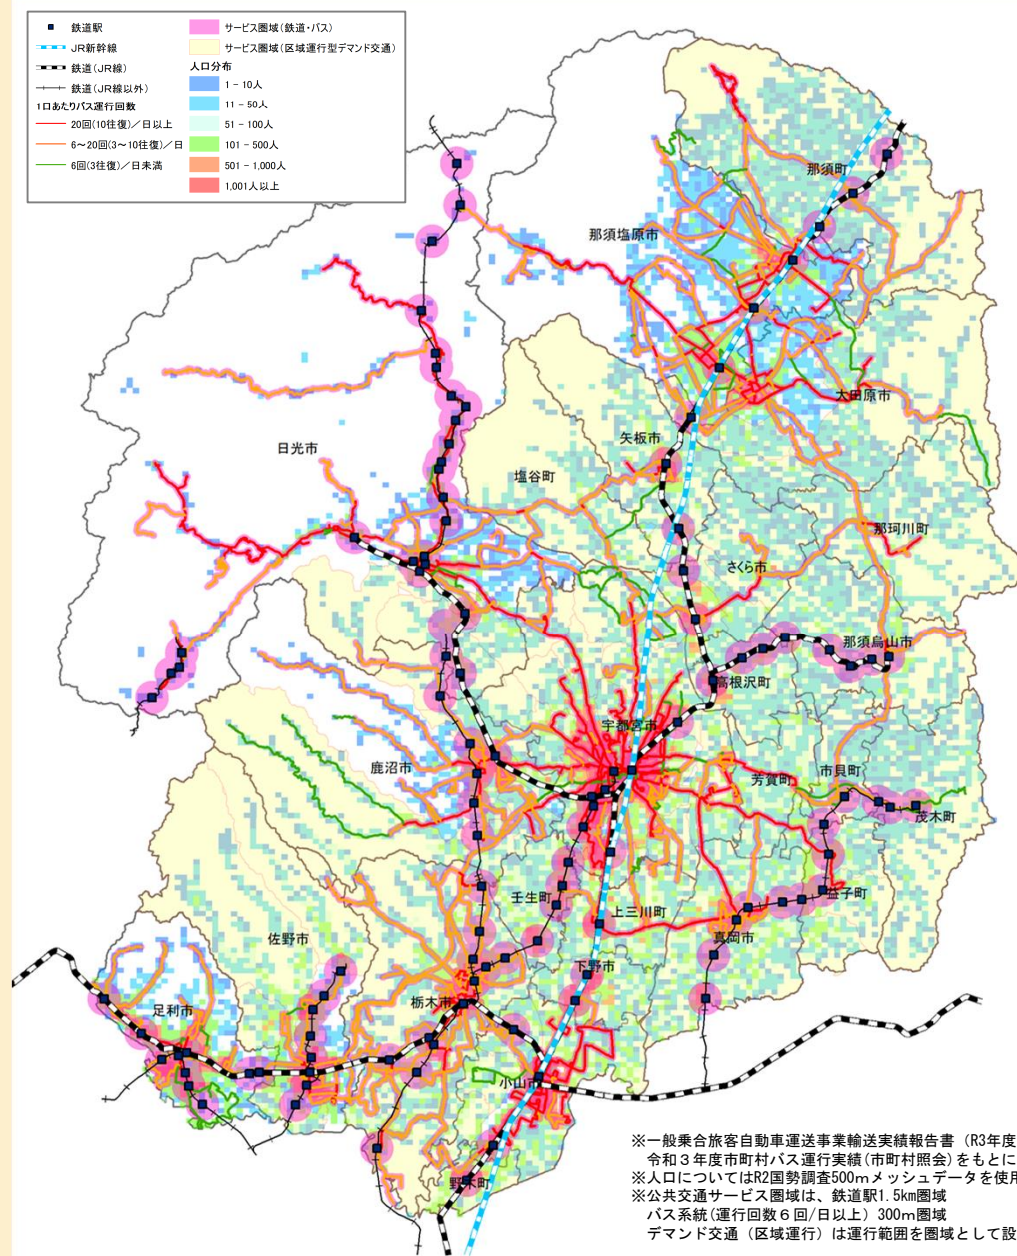 鉄道駅
JR新幹線
鉄道(JR線)
鉄道(JR線以外)
1日あたりバス運行回数
20回(10往復)/日以上
6~20回(3~10往復)/日
6回(3往復)/日未満
サービス圏域(鉄道・バス)
サービス圏域(区域運行型デマンド交通)
人口分布
1 - 10人
11 - 50人
51 - 100人
101 - 500人
501 - 1,000人
1,001人以上
那須町
那須塩原市
大田原市
矢板市
日光市
塩谷町
那珂川町
さくら市
那須烏山市
高根沢町
宇都宮市
鹿沼市
芳賀町
市貝町
茂木町
益子町
壬生町
上三川町
真岡市
佐野市
下野市
栃木市
足利市
小山市
野木町
※一般乗合旅客自動車運送事業輸送実績報告書(R3年度
令和3年度市町村バス運行実績(市町村照会)をもとに
※人口についてはR2国勢調査500mメッシュデータを使用
※公共交通サービス圏域は、鉄道駅1.5km圏域
バス系統(運行回数6回/日以上)300m圏域
デマンド交通(区域運行)は運行範囲を圏域として設